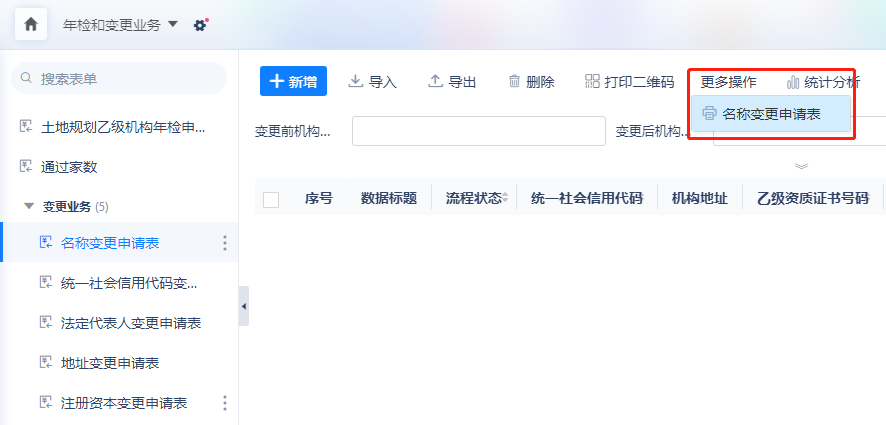 年检和变更业务
搜索表单
土地规划乙级机构年检申...
通过家数
变更业务 (5)
名称变更申请表
统一社会信用代码变...
法定代表人变更申请表
地址变更申请表
注册资本变更申请表
新增 导入 导出 删除 打印二维码 更多操作 统计分析
名称变更申请表
变更前机构... 变更后机构...
序号 数据标题 流程状态 统一社会信用代码 机构地址 乙级资质证书号码